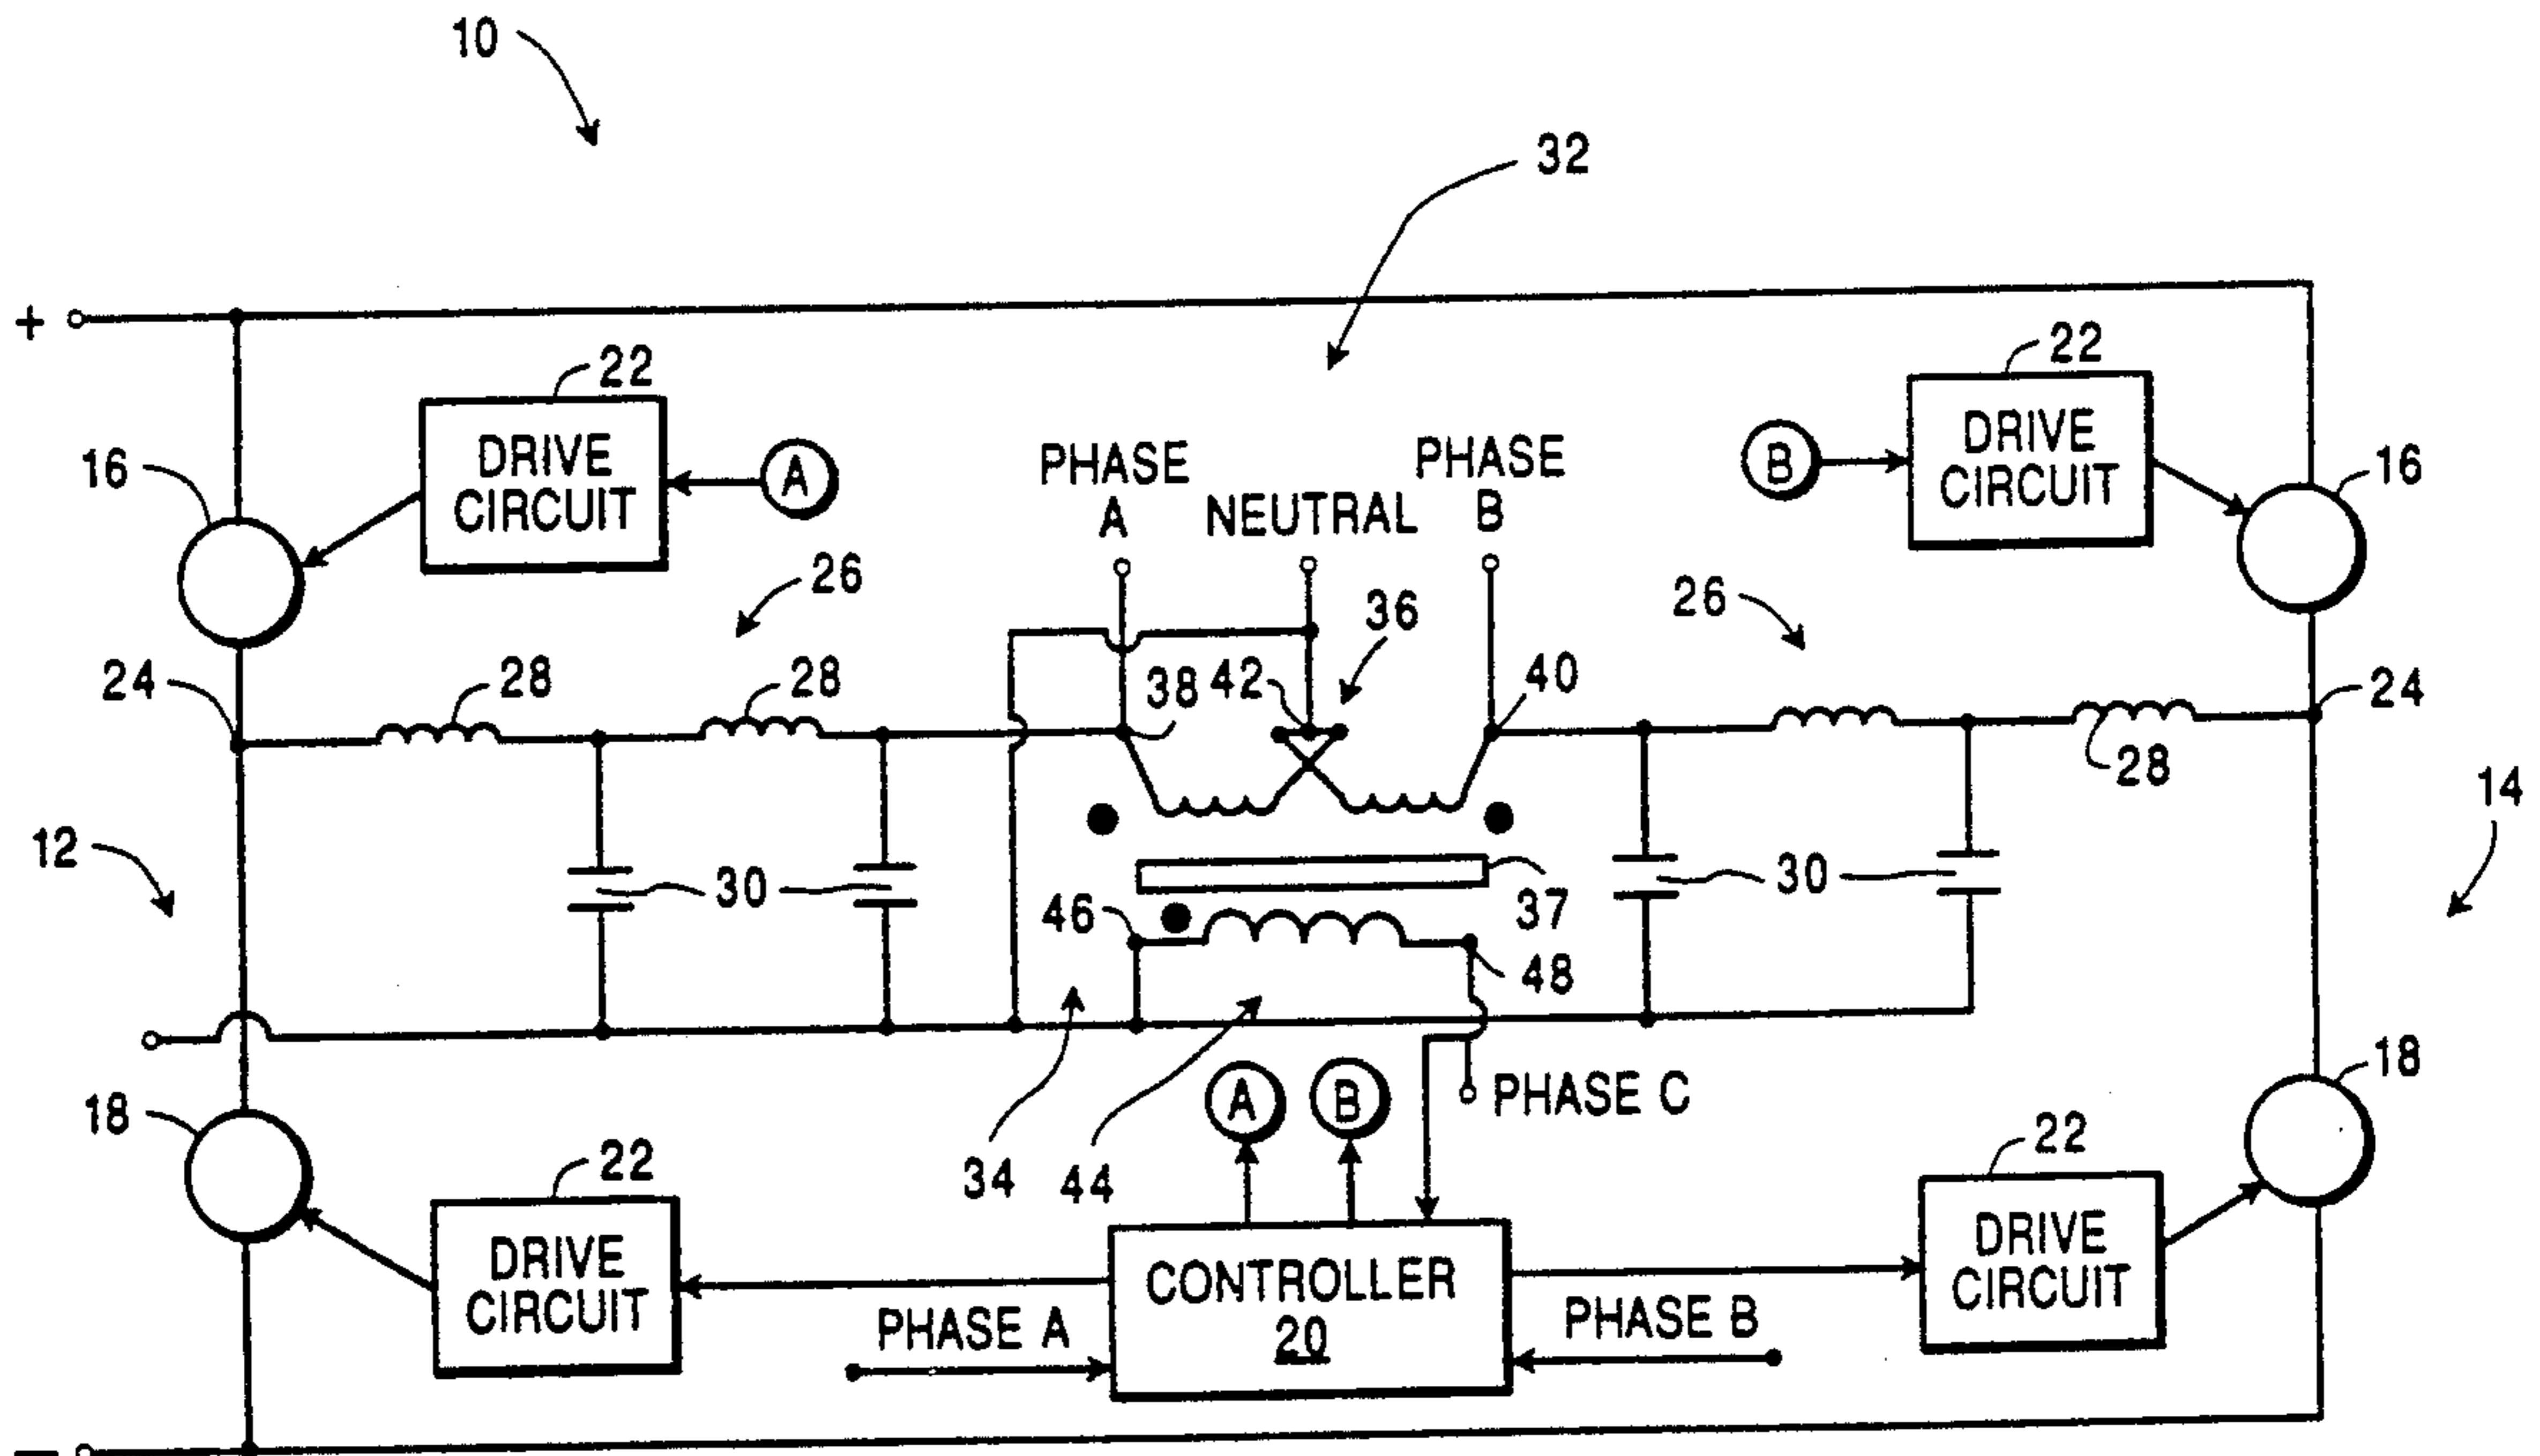 10
32
+
22
22
DRIVE
CIRCUIT
DRIVE
CIRCUIT
16
A
PHASE
A
NEUTRAL
PHASE
B
B
16
26
36
26
24
28
28
38
42
40
24
28
12
30
46
37
30
14
48
18
34
44
A
B
PHASE C
18
22
22
DRIVE
CIRCUIT
CONTROLLER
20
DRIVE
CIRCUIT
PHASE A
PHASE B
−